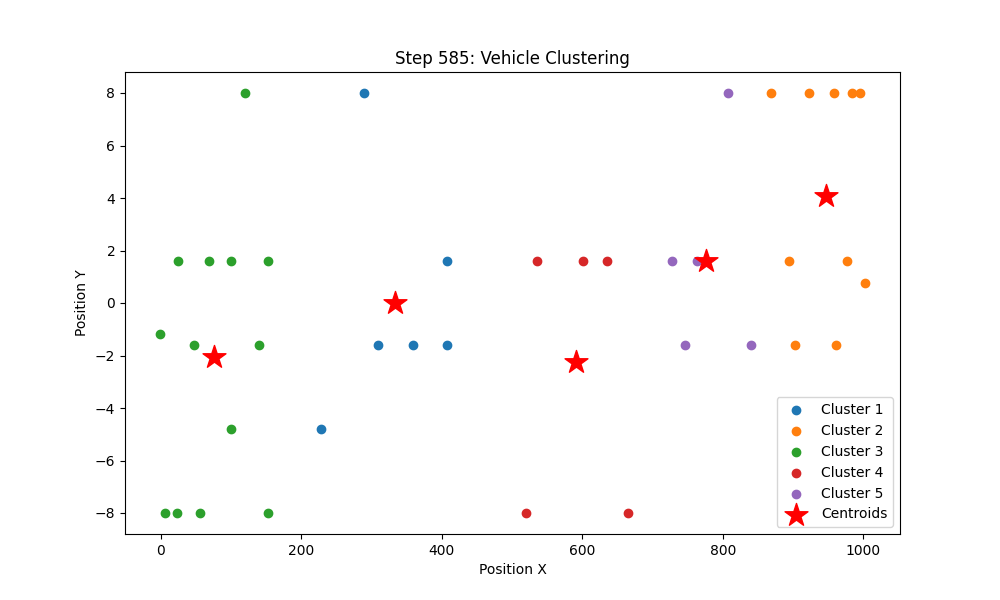 Step 585: Vehicle Clustering
Position Y
8
6
4
2
0
−2
−4
−6
−8
0 200 400 600 800 1000
Position X
Cluster 1
Cluster 2
Cluster 3
Cluster 4
Cluster 5
Centroids